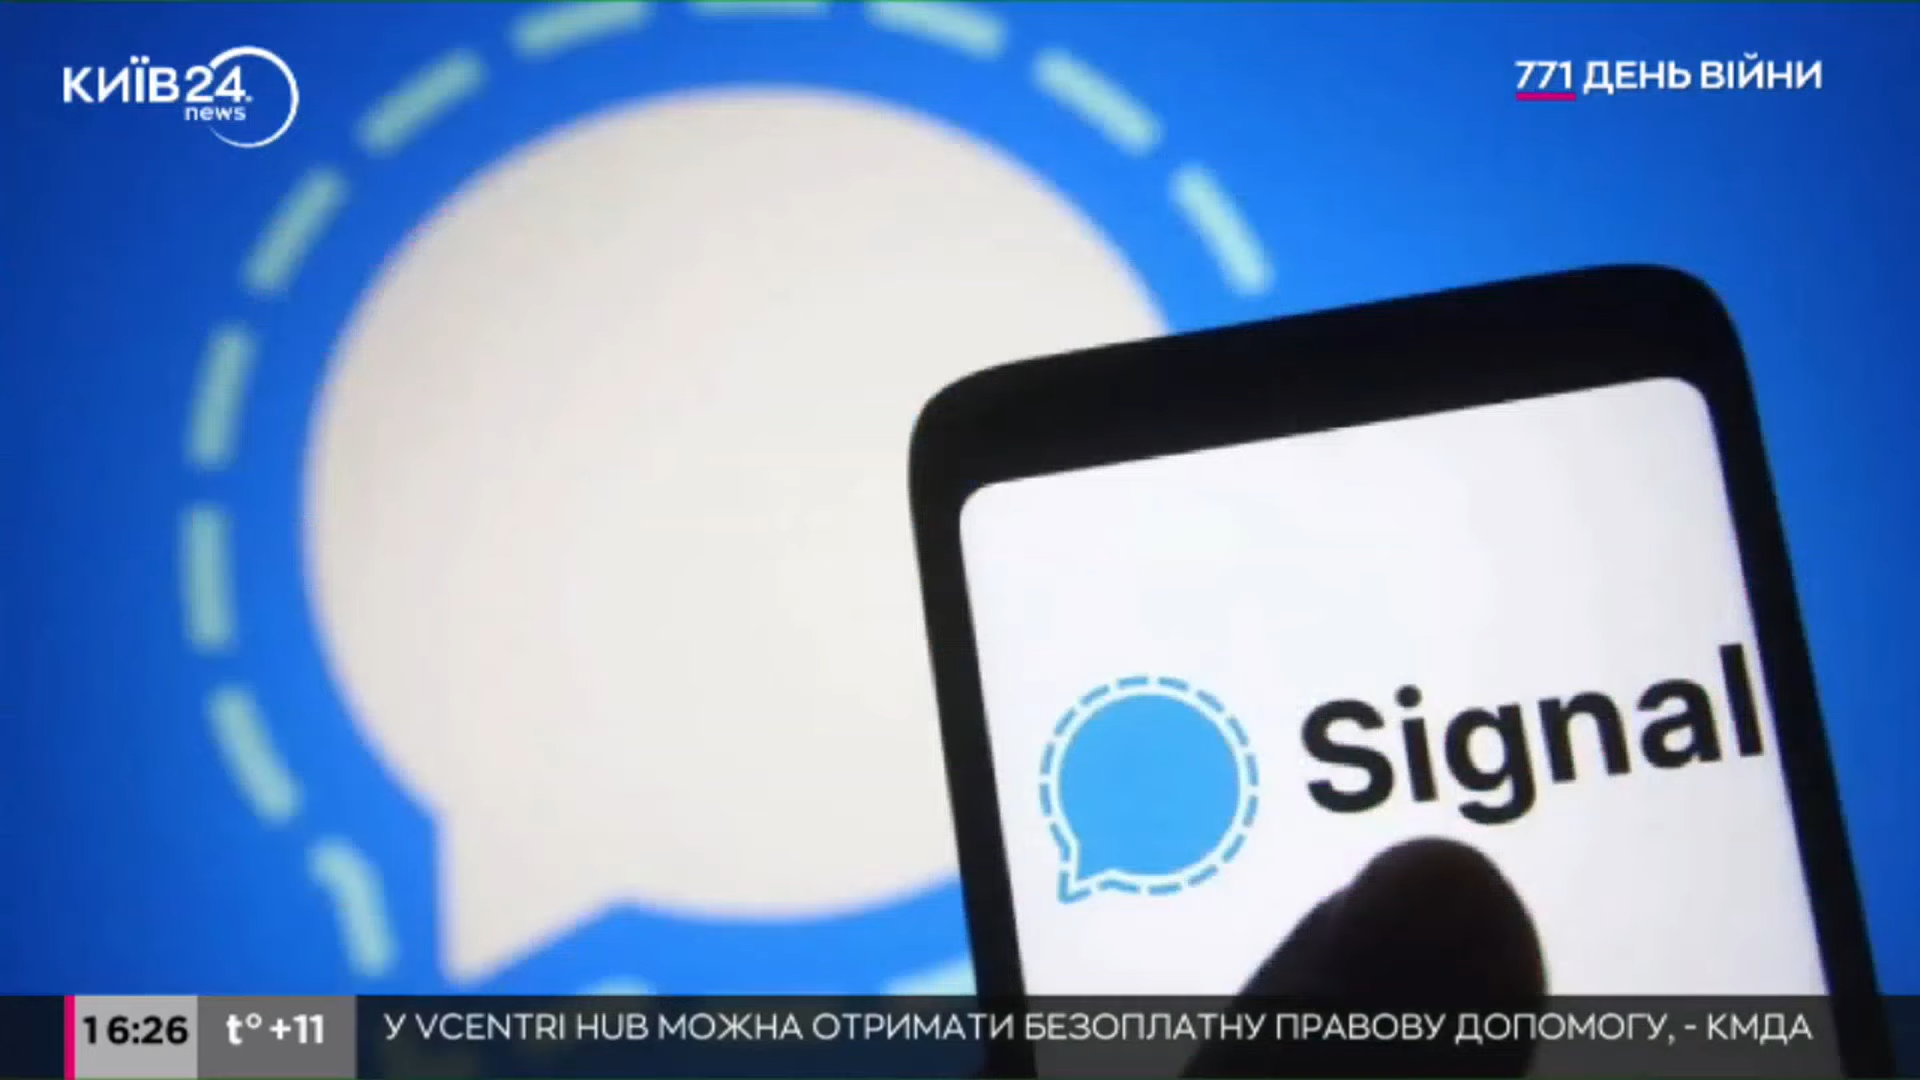 КИЇВ24
news
771 ДЕНЬ ВІЙНИ
Signal
16:26
t° +11
У VCENTRI HUB МОЖНА ОТРИМАТИ БЕЗОПЛАТНУ ПРАВОВУ ДОПОМОГУ, - КМДА